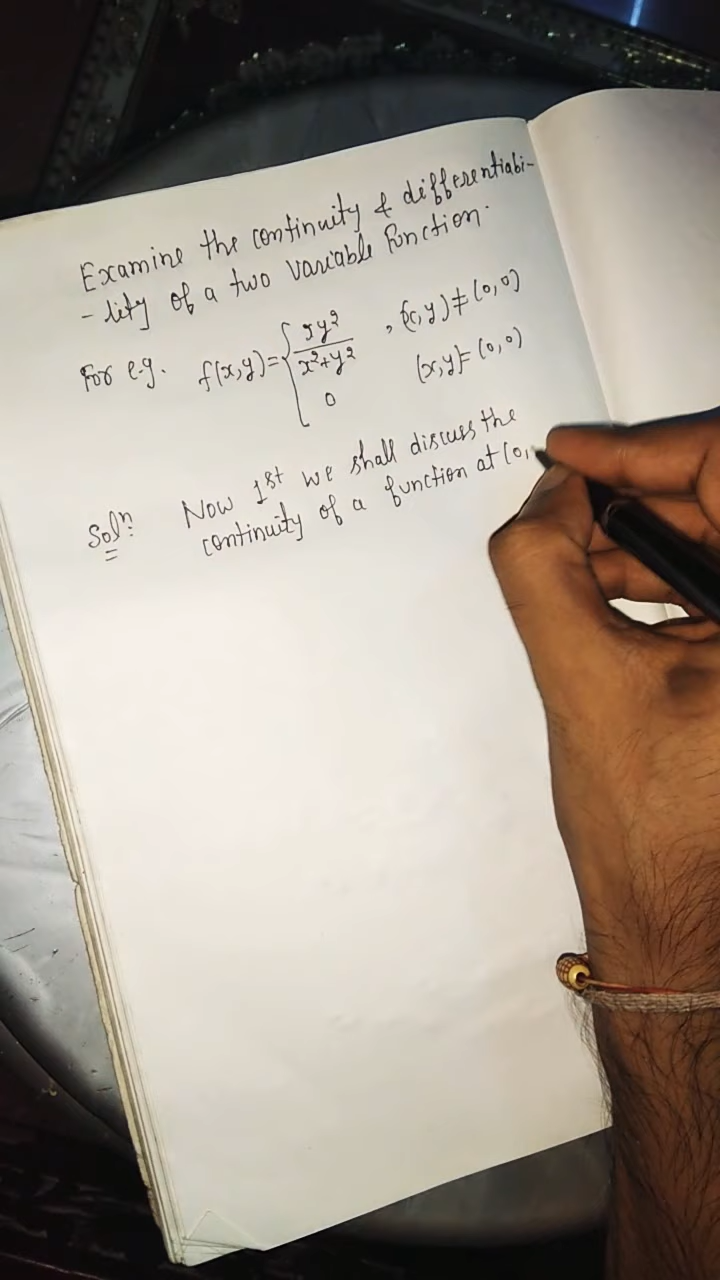 Examine the continuity & differentiabi-
-lity of a two variable function.
For e.g. f(x,y)={ xy²/x²+y² , (x,y)≠(0,0)
0 (x,y)=(0,0)
Solⁿ: Now 1st we shall discuss the
continuity of a function at (0,